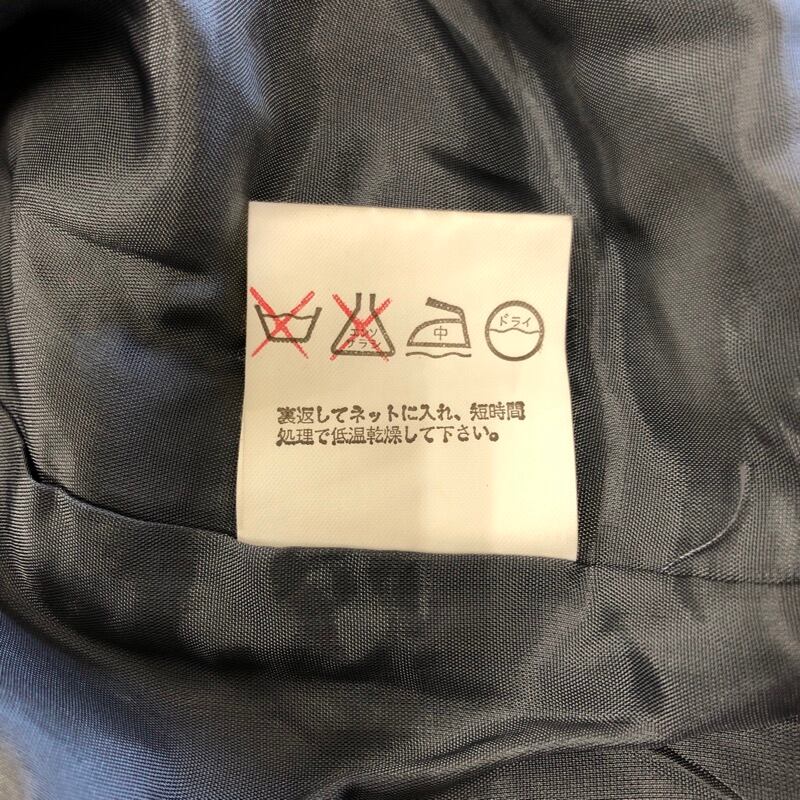 エンソ
サラシ
中
ドライ
裏返してネットに入れ、短時間
処理で低温乾燥して下さい。